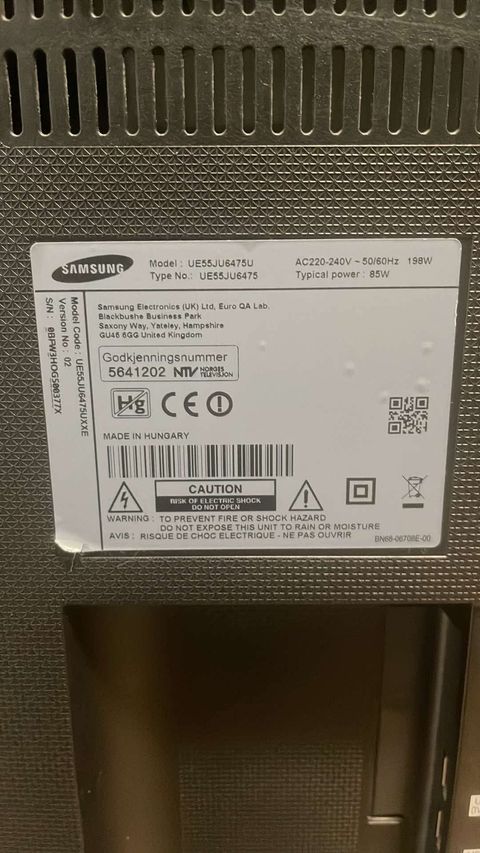 SAMSUNG
Model : UE55JU6475U
Type No.: UE55JU6475
AC220-240V ~ 50/60Hz 198W
Typical power : 85W
Model Code : UE55JU6475UXXE
Version No : 02
S/N : 0BPW3HOG500377X
Samsung Electronics (UK) Ltd, Euro QA Lab.
Blackbushe Business Park
Saxony Way, Yateley, Hampshire
GU46 6GG United Kingdom
Godkjenningsnummer
5641202 NTV NORGES
TELEVISJON
Hg
CE
MADE IN HUNGARY
CAUTION
RISK OF ELECTRIC SHOCK
DO NOT OPEN
WARNING : TO PREVENT FIRE OR SHOCK HAZARD
DO NOT EXPOSE THIS UNIT TO RAIN OR MOISTURE
AVIS : RISQUE DE CHOC ELECTRIQUE - NE PAS OUVRIR
BN68-06708E-00